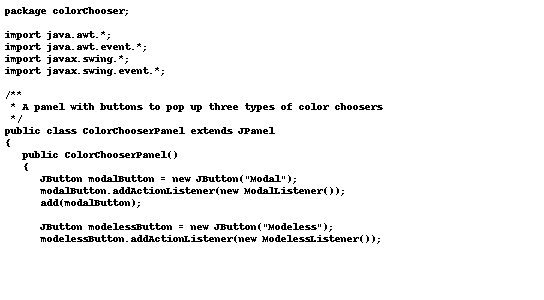 package colorChooser;

import java.awt.*;
import java.awt.event.*;
import javax.swing.*;
import javax.swing.event.*;

/**
 * A panel with buttons to pop up three types of color choosers
 */
public class ColorChooserPanel extends JPanel
{
   public ColorChooserPanel()
   {
      JButton modalButton = new JButton("Modal");
      modalButton.addActionListener(new ModalListener());
      add(modalButton);

      JButton modelessButton = new JButton("Modeless");
      modelessButton.addActionListener(new ModelessListener());